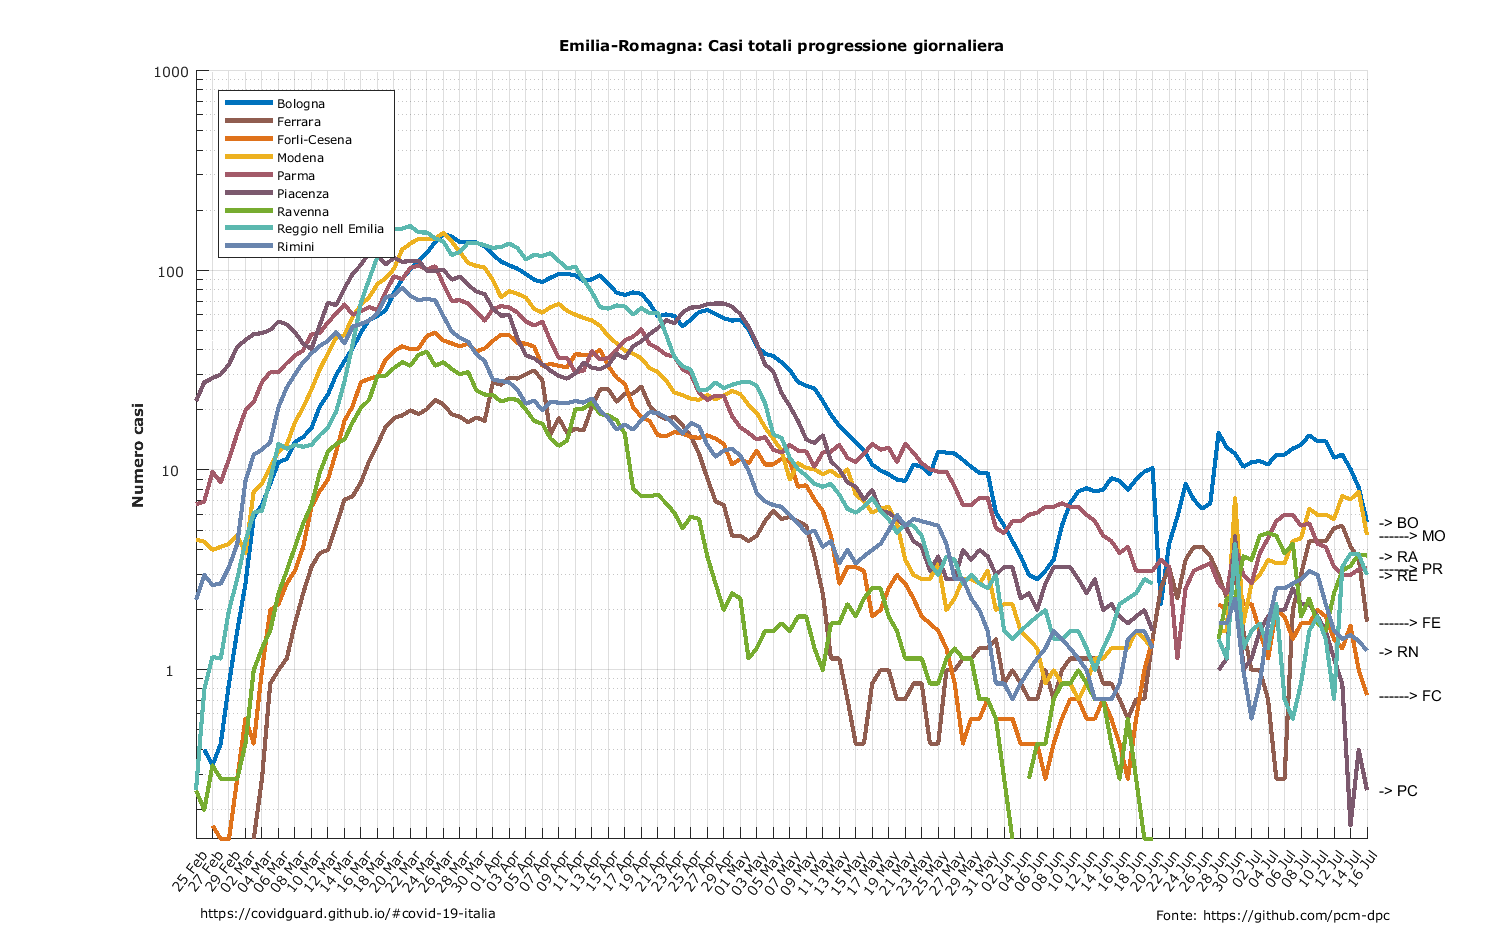 Emilia-Romagna: Casi totali progressione giornaliera
1000
100
10
1
Numero casi
Bologna
Ferrara
Forli-Cesena
Modena
Parma
Piacenza
Ravenna
Reggio nell Emilia
Rimini
-> BO
------> MO
-> RA
------> PR
-> RE
------> FE
-> RN
------> FC
-> PC
25 Feb
27 Feb
29 Feb
02 Mar
04 Mar
06 Mar
08 Mar
10 Mar
12 Mar
14 Mar
16 Mar
18 Mar
20 Mar
22 Mar
24 Mar
26 Mar
28 Mar
30 Mar
01 Apr
03 Apr
05 Apr
07 Apr
09 Apr
11 Apr
13 Apr
15 Apr
17 Apr
19 Apr
21 Apr
23 Apr
25 Apr
27 Apr
29 Apr
01 May
03 May
05 May
07 May
09 May
11 May
13 May
15 May
17 May
19 May
21 May
23 May
25 May
27 May
29 May
31 May
02 Jun
04 Jun
06 Jun
08 Jun
10 Jun
12 Jun
14 Jun
16 Jun
18 Jun
20 Jun
22 Jun
24 Jun
26 Jun
28 Jun
30 Jun
02 Jul
04 Jul
06 Jul
08 Jul
10 Jul
12 Jul
14 Jul
16 Jul
https://covidguard.github.io/#covid-19-italia
Fonte: https://github.com/pcm-dpc